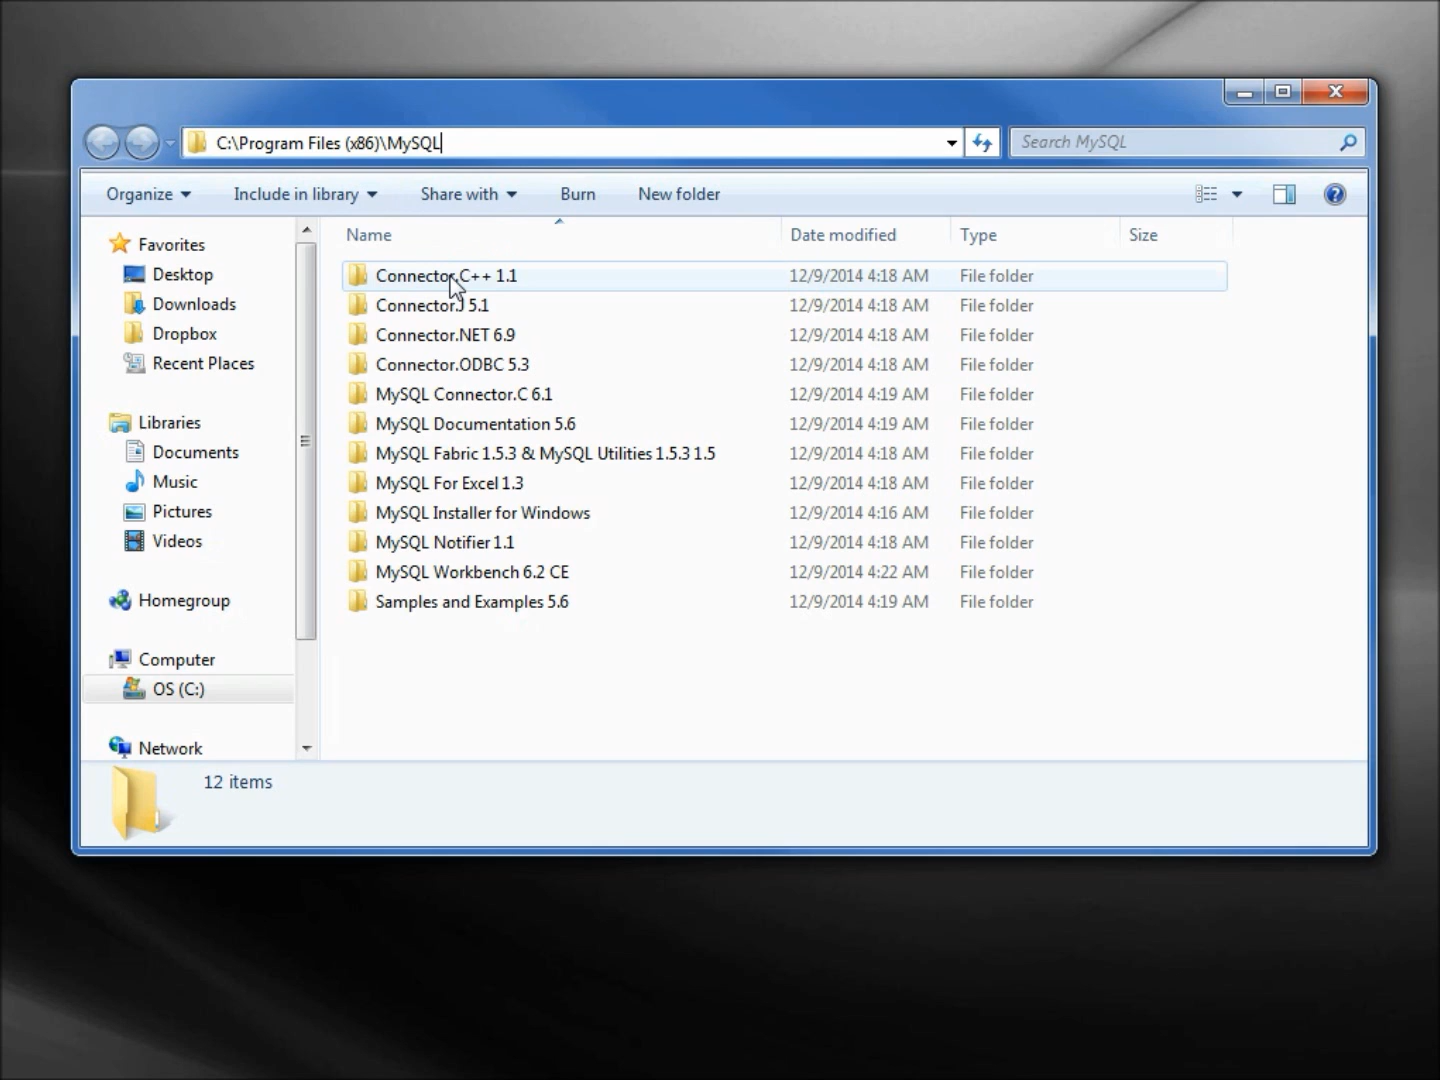 C:\Program Files (x86)\MySQL
Search MySQL
Organize
Include in library
Share with
Burn
New folder
Name
Date modified
Type
Size
Favorites
Desktop
Downloads
Dropbox
Recent Places
Libraries
Documents
Music
Pictures
Videos
Homegroup
Computer
OS (C:)
Network
Connector.C++ 1.1 12/9/2014 4:18 AM File folder
Connector.J 5.1 12/9/2014 4:18 AM File folder
Connector.NET 6.9 12/9/2014 4:18 AM File folder
Connector.ODBC 5.3 12/9/2014 4:18 AM File folder
MySQL Connector.C 6.1 12/9/2014 4:19 AM File folder
MySQL Documentation 5.6 12/9/2014 4:19 AM File folder
MySQL Fabric 1.5.3 & MySQL Utilities 1.5.3 1.5 12/9/2014 4:18 AM File folder
MySQL For Excel 1.3 12/9/2014 4:18 AM File folder
MySQL Installer for Windows 12/9/2014 4:16 AM File folder
MySQL Notifier 1.1 12/9/2014 4:18 AM File folder
MySQL Workbench 6.2 CE 12/9/2014 4:22 AM File folder
Samples and Examples 5.6 12/9/2014 4:19 AM File folder
12 items